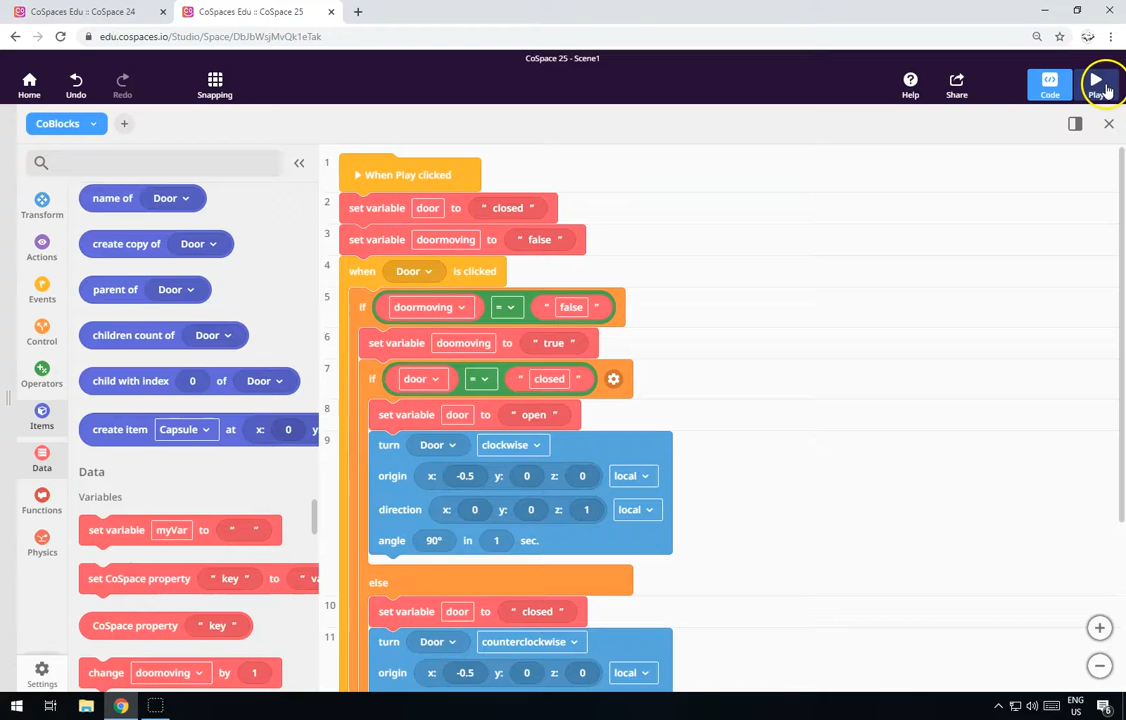 CoSpaces Edu :: CoSpace 24
CoSpaces Edu :: CoSpace 25
edu.cospaces.io/Studio/Space/DbJbWsjMvQk1eTak
CoSpace 25 - Scene1
Home
Undo
Redo
Snapping
Help
Share
Code
Play
CoBlocks
Transform
Actions
Events
Control
Operators
Items
Data
Functions
Physics
Settings
name of Door
create copy of Door
parent of Door
children count of Door
child with index 0 of Door
create item Capsule at x: 0 y:
Data
Variables
set variable myVar to " "
set CoSpace property " key " to " va
CoSpace property " key "
change doomoving by 1
1 When Play clicked
2 set variable door to " closed "
3 set variable doormoving to " false "
4 when Door is clicked
5 if doormoving = " false "
6 set variable doomoving to " true "
7 if door = " closed "
8 set variable door to " open "
9 turn Door clockwise
origin x: -0.5 y: 0 z: 0 local
direction x: 0 y: 0 z: 1 local
angle 90° in 1 sec.
else
10 set variable door to " closed "
11 turn Door counterclockwise
origin x: -0.5 y: 0 z: 0 local
ENG
US